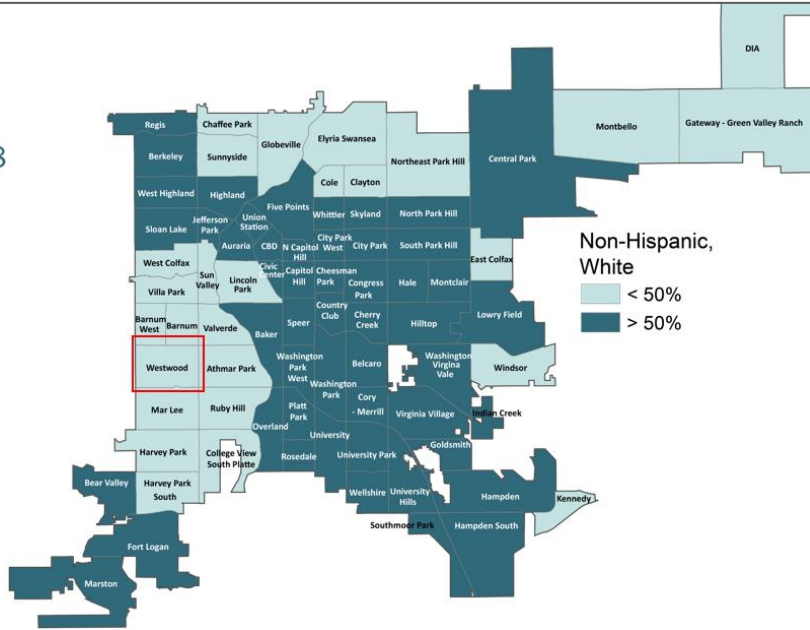 8
DIA
Regis
Chaffee Park
Globeville
Elyria Swansea
Montbello
Gateway - Green Valley Ranch
Berkeley
Sunnyside
Northeast Park Hill
Central Park
Cole
Clayton
West Highland
Highland
Five Points
Whittier
Skyland
North Park Hill
Sloan Lake
Jefferson
Park
Union
Station
Auraria
CBD
N Capitol
Hill
City Park
West
City Park
South Park Hill
West Colfax
Sun
Valley
Lincoln
Park
Civic
Center
Capitol
Hill
Cheesman
Park
Congress
Park
Hale
Montclair
East Colfax
Non-Hispanic,
White
< 50%
> 50%
Villa Park
Barnum
West
Barnum
Valverde
Baker
Speer
Country
Club
Cherry
Creek
Hilltop
Lowry Field
Westwood
Athmar Park
Washington
Park
West
Washington
Park
Belcaro
Washington
Virginia
Vale
Windsor
Mar Lee
Ruby Hill
Overland
Platt
Park
Cory
- Merrill
Virginia Village
Indian Creek
University
Goldsmith
Harvey Park
College View
South Platte
Rosedale
University Park
Bear Valley
Harvey Park
South
Wellshire
University
Hills
Hampden
Kennedy
Southmoor Park
Hampden South
Fort Logan
Marston